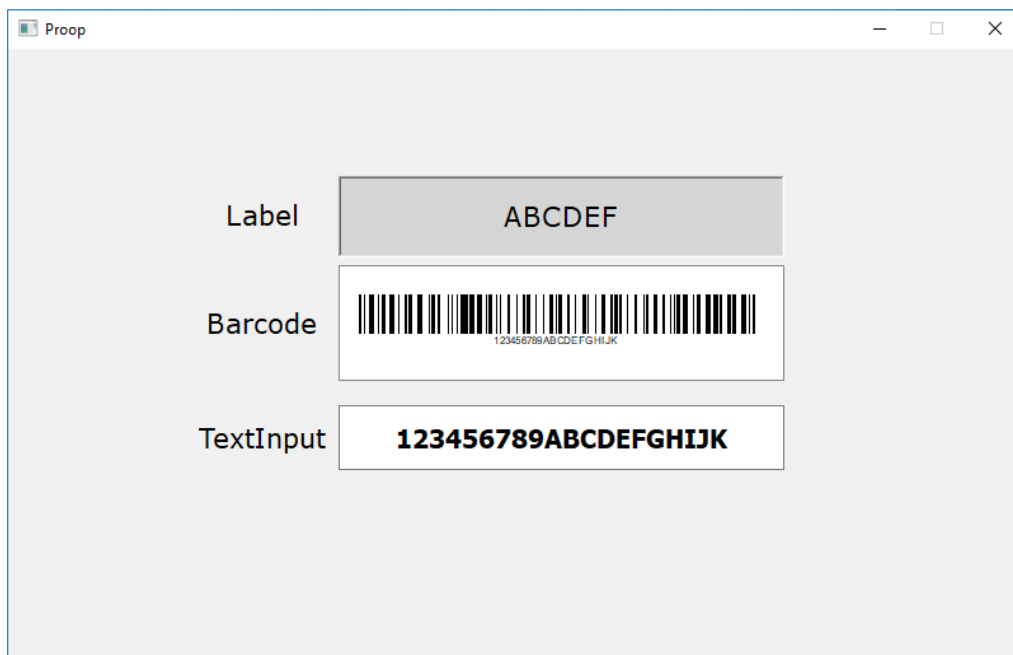 Proop
Label
ABCDEF
Barcode
123456789ABCDEFGHIJK
TextInput
123456789ABCDEFGHIJK